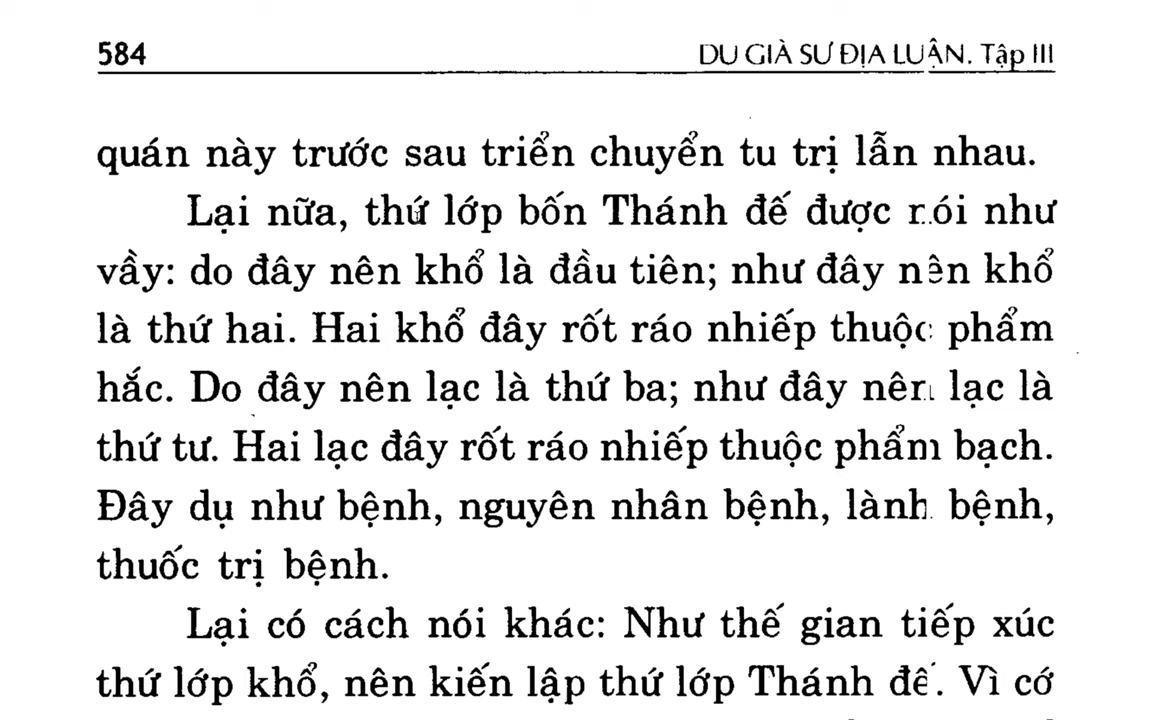 584
DU GIÀ SƯ ĐỊA LUẬN. Tập III
quán này trước sau triển chuyển tu trị lẫn nhau.
Lại nữa, thứ lớp bốn Thánh đế được nói như
vầy: do đây nên khổ là đầu tiên; như đây nên khổ
là thứ hai. Hai khổ đây rốt ráo nhiếp thuộc phẩm
hắc. Do đây nên lạc là thứ ba; như đây nên lạc là
thứ tư. Hai lạc đây rốt ráo nhiếp thuộc phẩm bạch.
Đây dụ như bệnh, nguyên nhân bệnh, lành bệnh,
thuốc trị bệnh.
Lại có cách nói khác: Như thế gian tiếp xúc
thứ lớp khổ, nên kiến lập thứ lớp Thánh đế. Vì cớ